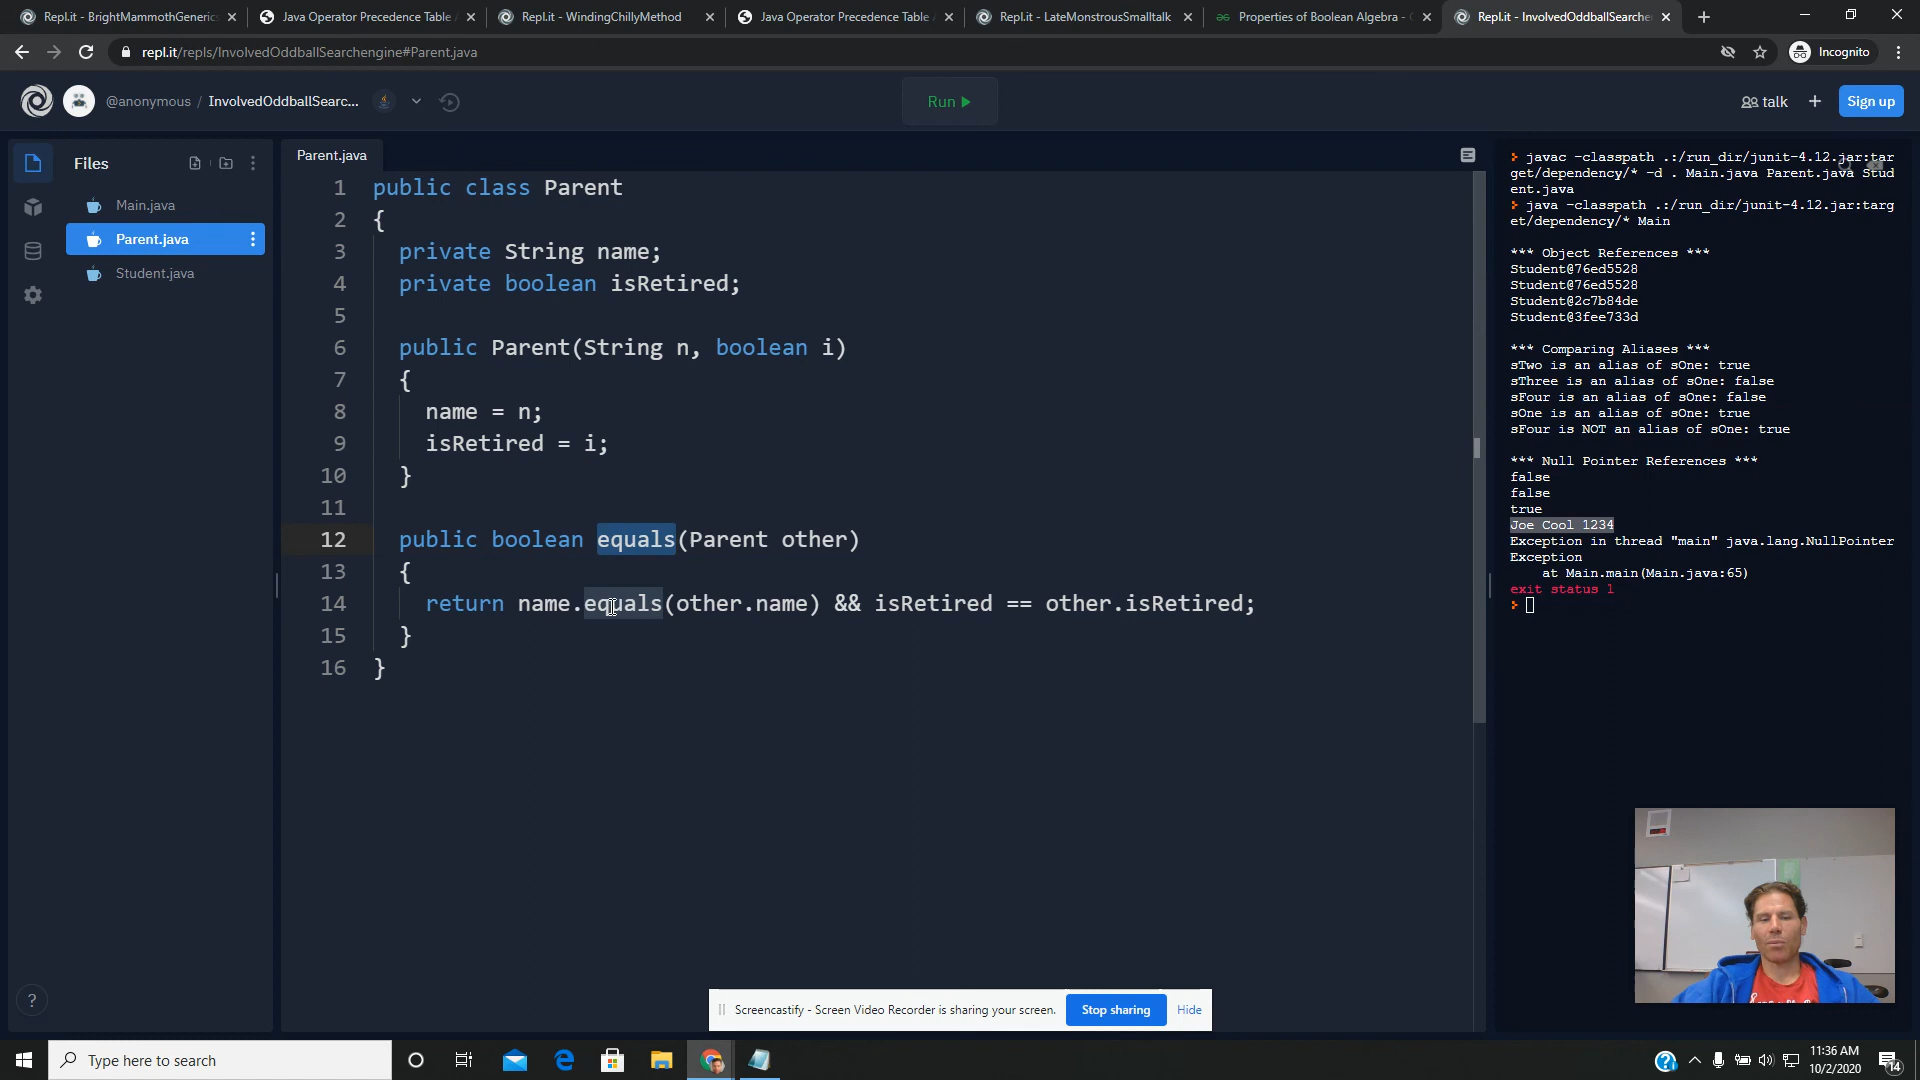 Repl.it - BrightMammothGenerics
Java Operator Precedence Table
Repl.it - WindingChillyMethod
Java Operator Precedence Table
Repl.it - LateMonstrousSmalltalk
Properties of Boolean Algebra -
Repl.it - InvolvedOddballSearche
repl.it/repls/InvolvedOddballSearchengine#Parent.java
Incognito
@anonymous / InvolvedOddballSearc...
Run
talk
Sign up
Files
Main.java
Parent.java
Student.java
Parent.java
1 public class Parent
2 {
3 private String name;
4 private boolean isRetired;
5
6 public Parent(String n, boolean i)
7 {
8 name = n;
9 isRetired = i;
10 }
11
12 public boolean equals(Parent other)
13 {
14 return name.equals(other.name) && isRetired == other.isRetired;
15 }
16 }
> javac -classpath .:/run_dir/junit-4.12.jar:tar
get/dependency/* -d . Main.java Parent.java Stud
ent.java
> java -classpath .:/run_dir/junit-4.12.jar:targ
et/dependency/* Main
*** Object References ***
Student@76ed5528
Student@76ed5528
Student@2c7b84de
Student@3fee733d
*** Comparing Aliases ***
sTwo is an alias of sOne: true
sThree is an alias of sOne: false
sFour is an alias of sOne: false
sOne is an alias of sOne: true
sFour is NOT an alias of sOne: true
*** Null Pointer References ***
false
false
true
Joe Cool 1234
Exception in thread "main" java.lang.NullPointer
Exception
at Main.main(Main.java:65)
exit status 1
>
?
Screencastify - Screen Video Recorder is sharing your screen.
Stop sharing
Hide
Type here to search
11:36 AM
10/2/2020
14